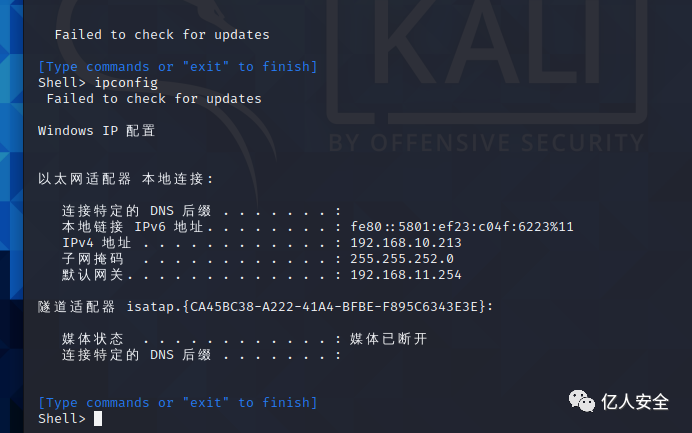 KALI
BY OFFENSIVE SECURITY
Failed to check for updates
[Type commands or "exit" to finish]
Shell> ipconfig
Failed to check for updates
Windows IP 配置
以太网适配器 本地连接:
连接特定的 DNS 后缀 . . . . . . . :
本地链接 IPv6 地址. . . . . . . . : fe80::5801:ef23:c04f:6223%11
IPv4 地址 . . . . . . . . . . . . : 192.168.10.213
子网掩码 . . . . . . . . . . . . : 255.255.252.0
默认网关. . . . . . . . . . . . . : 192.168.11.254
隧道适配器 isatap.{CA45BC38-A222-41A4-BFBE-F895C6343E3E}:
媒体状态 . . . . . . . . . . . . : 媒体已断开
连接特定的 DNS 后缀 . . . . . . . :
[Type commands or "exit" to finish]
Shell>
亿人安全